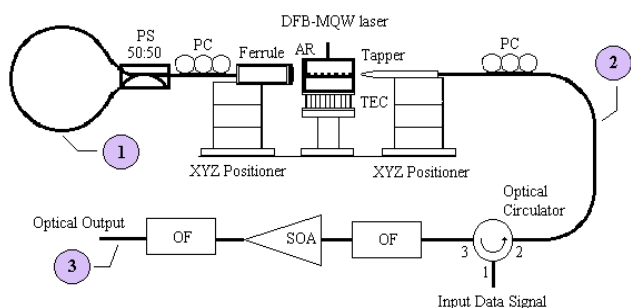 DFB-MQW laser
PS
50:50
PC
Ferrule
AR
Tapper
PC
TEC
1
2
XYZ Positioner
XYZ Positioner
Optical
Circulator
Optical Output
OF
SOA
OF
3
2
1
3
Input Data Signal